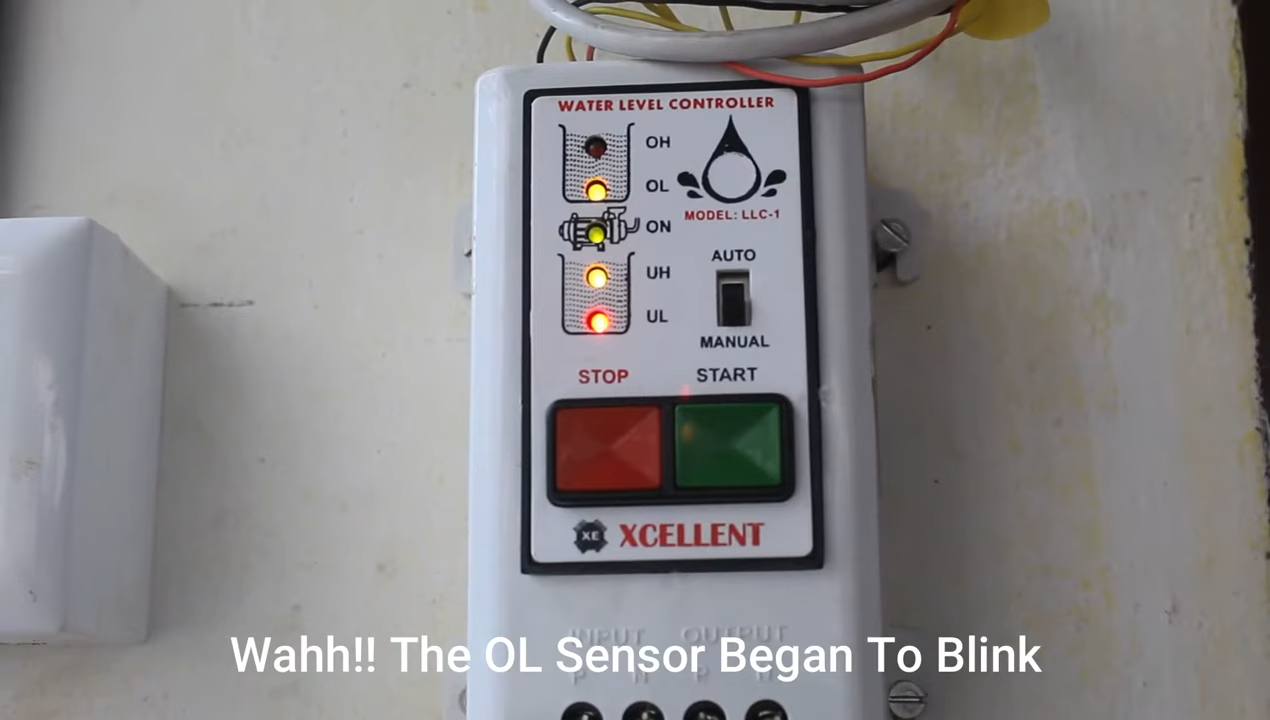 WATER LEVEL CONTROLLER
OH
OL
ON
UH
UL
MODEL: LLC-1
AUTO
MANUAL
STOP START
XE XCELLENT
INPUT OUTPUT
P N P N
Wahh!! The OL Sensor Began To Blink